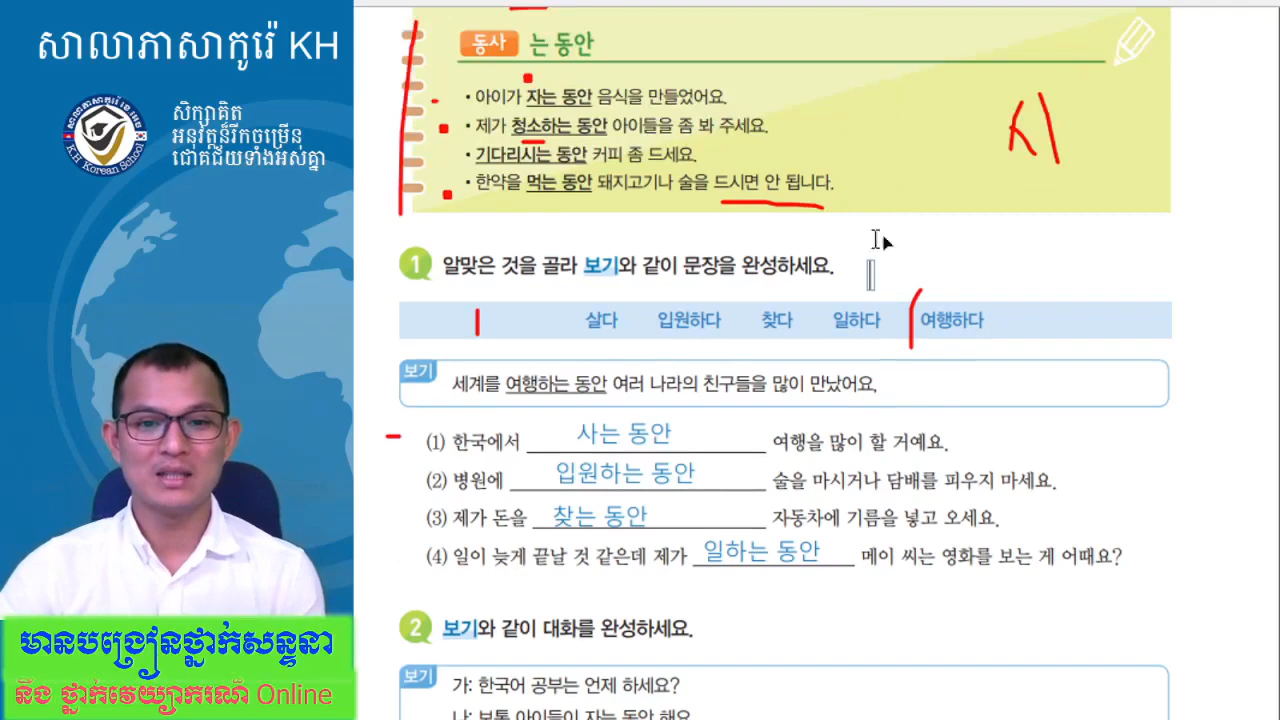 សាលាភាសាកូរ៉េ KH
សិក្សាគិត
អនុវត្តន៍រីកចម្រើន
ជោគជ័យទាំងអស់គ្នា
K.H Korean School
មានបង្រៀនថ្នាក់សន្ទនា
និង ថ្នាក់វេយ្យាករណ៍ Online
동사 는 동안
• 아이가 자는 동안 음식을 만들었어요.
• 제가 청소하는 동안 아이들을 좀 봐 주세요.
• 기다리시는 동안 커피 좀 드세요.
• 한약을 먹는 동안 돼지고기나 술을 드시면 안 됩니다.
1 알맞은 것을 골라 보기와 같이 문장을 완성하세요.
살다 입원하다 찾다 일하다 여행하다
보기
세계를 여행하는 동안 여러 나라의 친구들을 많이 만났어요.
(1) 한국에서 사는 동안 여행을 많이 할 거예요.
(2) 병원에 입원하는 동안 술을 마시거나 담배를 피우지 마세요.
(3) 제가 돈을 찾는 동안 자동차에 기름을 넣고 오세요.
(4) 일이 늦게 끝날 것 같은데 제가 일하는 동안 메이 씨는 영화를 보는 게 어때요?
2 보기와 같이 대화를 완성하세요.
보기
가: 한국어 공부는 언제 하세요?
나: 보통 아이들이 자는 동안 해요